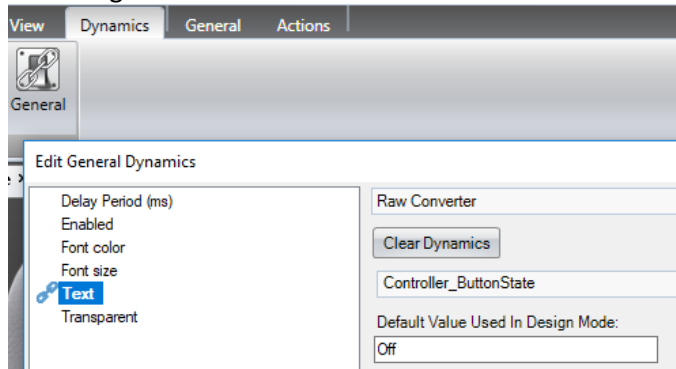 View Dynamics General Actions
General
Edit General Dynamics
Delay Period (ms)
Enabled
Font color
Font size
Text
Transparent
Raw Converter
Clear Dynamics
Controller_ButtonState
Default Value Used In Design Mode:
Off